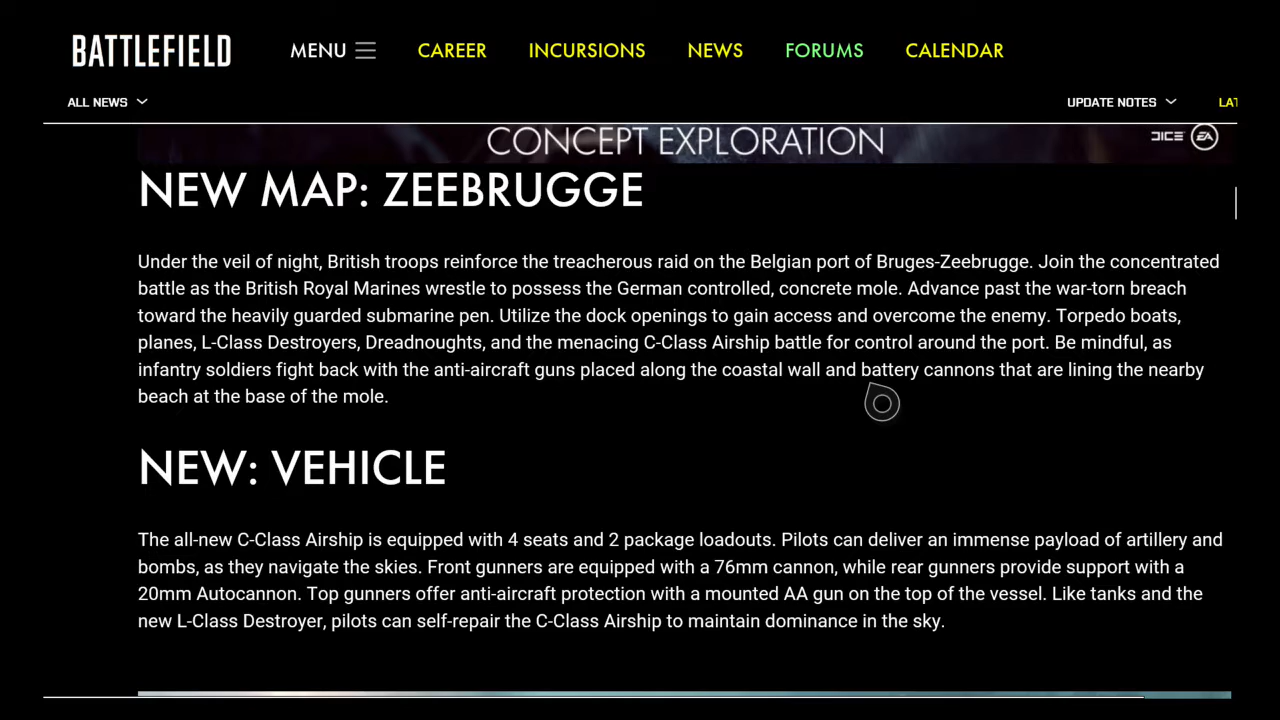 BATTLEFIELD MENU CAREER INCURSIONS NEWS FORUMS CALENDAR
ALL NEWS UPDATE NOTES LAT
CONCEPT EXPLORATION DICE EA
NEW MAP: ZEEBRUGGE
Under the veil of night, British troops reinforce the treacherous raid on the Belgian port of Bruges-Zeebrugge. Join the concentrated
battle as the British Royal Marines wrestle to possess the German controlled, concrete mole. Advance past the war-torn breach
toward the heavily guarded submarine pen. Utilize the dock openings to gain access and overcome the enemy. Torpedo boats,
planes, L-Class Destroyers, Dreadnoughts, and the menacing C-Class Airship battle for control around the port. Be mindful, as
infantry soldiers fight back with the anti-aircraft guns placed along the coastal wall and battery cannons that are lining the nearby
beach at the base of the mole.
NEW: VEHICLE
The all-new C-Class Airship is equipped with 4 seats and 2 package loadouts. Pilots can deliver an immense payload of artillery and
bombs, as they navigate the skies. Front gunners are equipped with a 76mm cannon, while rear gunners provide support with a
20mm Autocannon. Top gunners offer anti-aircraft protection with a mounted AA gun on the top of the vessel. Like tanks and the
new L-Class Destroyer, pilots can self-repair the C-Class Airship to maintain dominance in the sky.